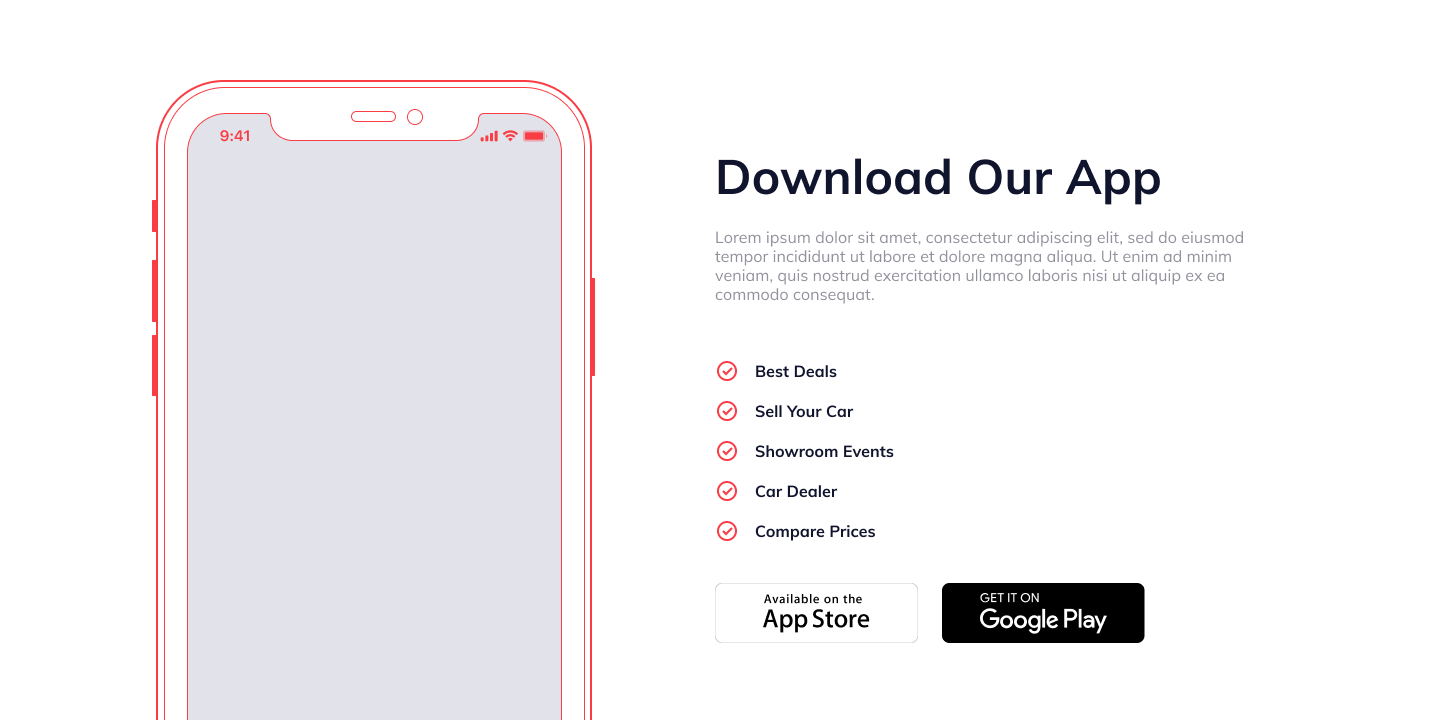 9:41
Download Our App
Lorem ipsum dolor sit amet, consectetur adipiscing elit, sed do eiusmod
tempor incididunt ut labore et dolore magna aliqua. Ut enim ad minim
veniam, quis nostrud exercitation ullamco laboris nisi ut aliquip ex ea
commodo consequat.
Best Deals
Sell Your Car
Showroom Events
Car Dealer
Compare Prices
Available on the
App Store
GET IT ON
Google Play